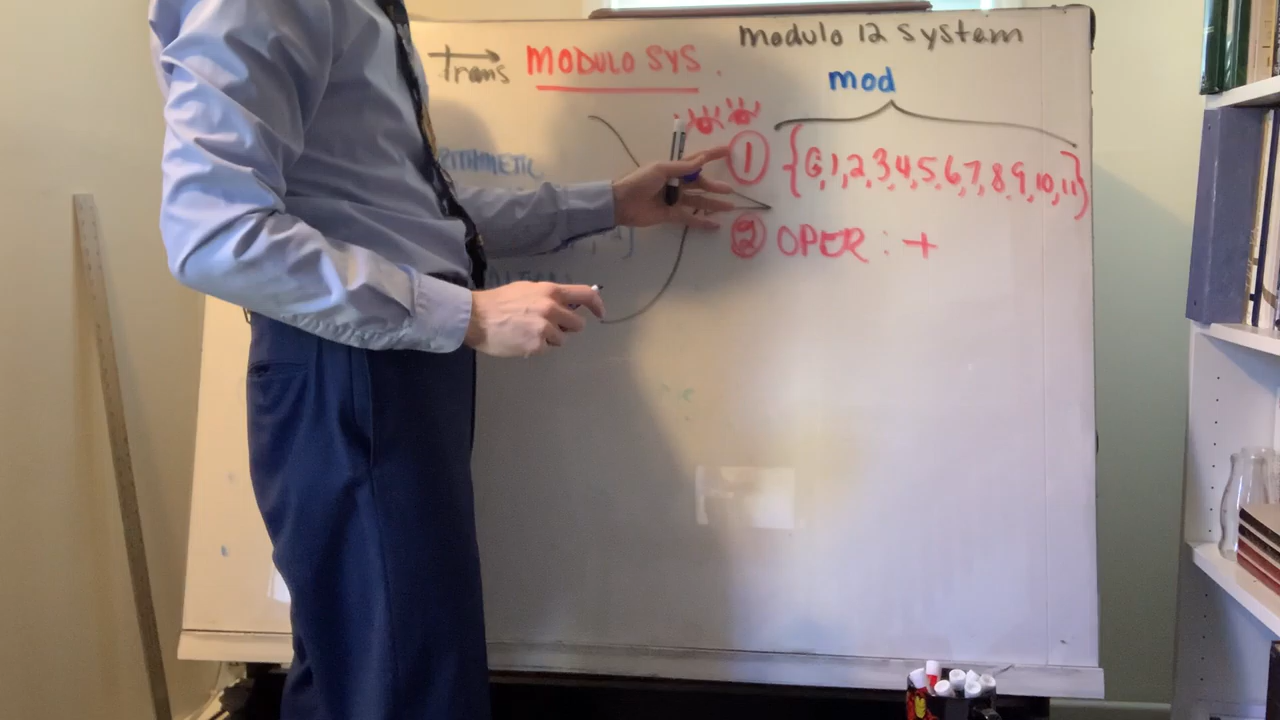 modulo 12 system
trans MODULO SYS.
mod
1 {0,1,2,3,4,5,6,7,8,9,10,11}
2 OPER: +